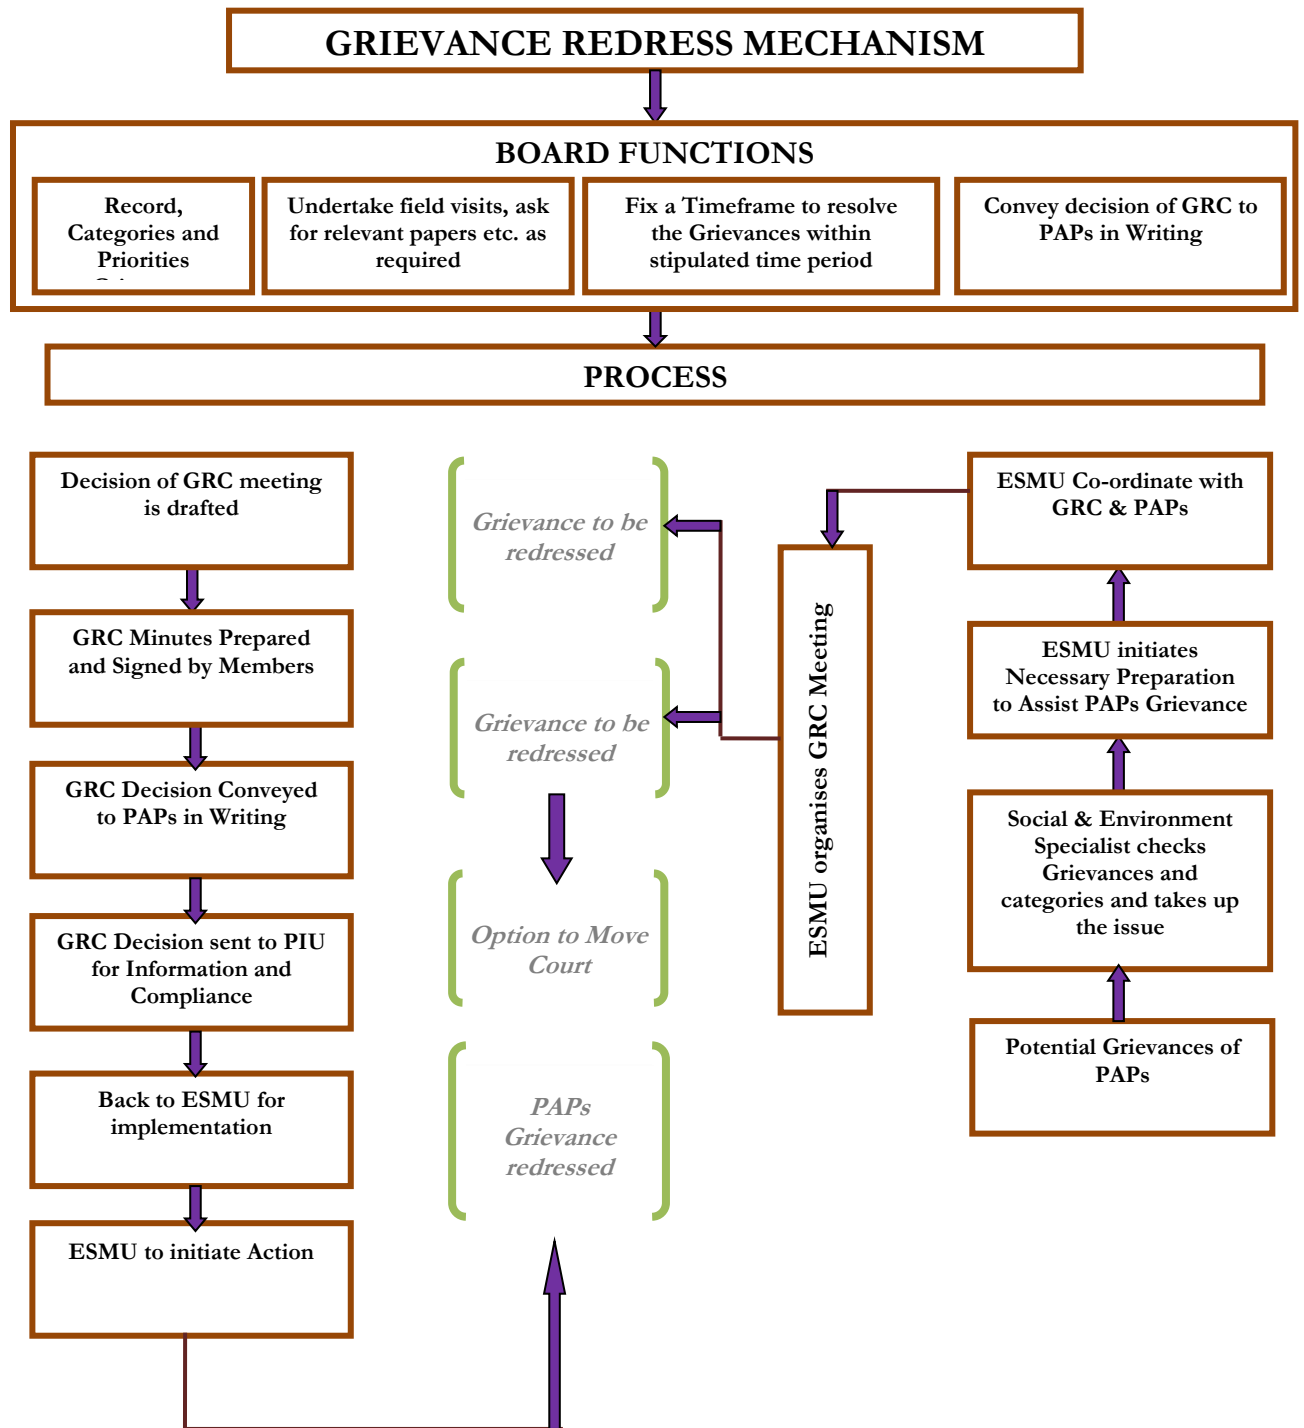 GRIEVANCE REDRESS MECHANISM
BOARD FUNCTIONS
Record,
Categories and
Priorities
Undertake field visits, ask
for relevant papers etc. as
required
Fix a Timeframe to resolve
the Grievances within
stipulated time period
Convey decision of GRC to
PAPs in Writing
PROCESS
Decision of GRC meeting
is drafted
GRC Minutes Prepared
and Signed by Members
GRC Decision Conveyed
to PAPs in Writing
GRC Decision sent to PIU
for Information and
Compliance
Back to ESMU for
implementation
ESMU to initiate Action
Grievance to be
redressed
Grievance to be
redressed
Option to Move
Court
PAPs
Grievance
redressed
ESMU organises GRC Meeting
ESMU Co-ordinate with
GRC & PAPs
ESMU initiates
Necessary Preparation
to Assist PAPs Grievance
Social & Environment
Specialist checks
Grievances and
categories and takes up
the issue
Potential Grievances of
PAPs